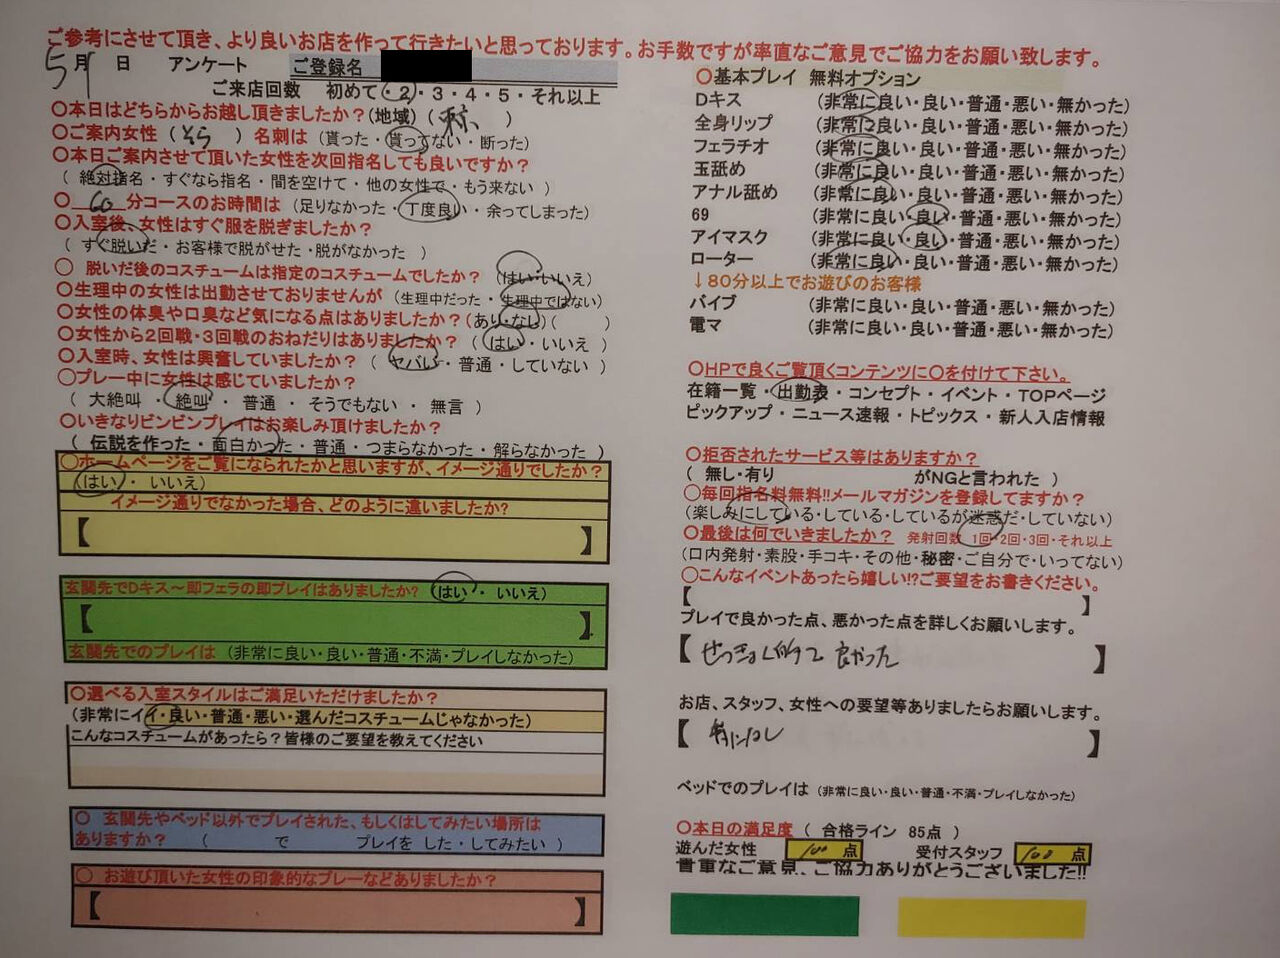 ご参考にさせて頂き、より良いお店を作って行きたいと思っております。お手数ですが率直なご意見でご協力をお願い致します。
5月 日 アンケート ご登録名
ご来店回数 初めて・2・3・4・5・それ以上
○本日はどちらからお越し頂きましたか?(地域)( )
○ご案内女性 (そら )名刺は (貰った・貰ってない・断った)
○本日ご案内させて頂いた女性を次回指名しても良いですか?
( 絶対指名・すぐなら指名・間を空けて・他の女性で・もう来ない )
○ 60 分コースのお時間は (足りなかった・丁度良い・余ってしまった)
○入室後、女性はすぐ服を脱ぎましたか?
( すぐ脱いだ・お客様で脱がせた・脱がなかった )
○ 脱いだ後のコスチュームは指定のコスチュームでしたか? (はい・いいえ)
○生理中の女性は出勤させておりませんが (生理中だった・生理中ではない)
○女性の体臭や口臭など気になる点はありましたか?(あり・なし)( )
○女性から2回戦・3回戦のおねだりはありましたか? (はい・いいえ )
○入室時、女性は興奮していましたか? ( ヤバい・普通・していない )
○プレー中に女性は感じていましたか?
( 大絶叫 ・ 絶叫 ・ 普通 ・ そうでもない ・ 無言 )
○いきなりビンビンプレイはお楽しみ頂けましたか?
( 伝説を作った・面白かった・普通・つまらなかった・解らなかった )
○ホームページをご覧になられたかと思いますが、イメージ通りでしたか?
(はい ・ いいえ)
イメージ通りでなかった場合、どのように違いましたか?
【 】
玄関先でDキス～即フェラの即プレイはありましたか? (はい ・ いいえ)
【 】
玄関先でのプレイは (非常に良い・良い・普通・不満・プレイしなかった)
○選べる入室スタイルはご満足いただけましたか?
(非常にイイ・良い・普通・悪い・選んだコスチュームじゃなかった)
こんなコスチュームがあったら?皆様のご要望を教えてください
○ 玄関先やベッド以外でプレイされた、もしくはしてみたい場所は
ありますか? ( で プレイを した・してみたい )
○ お遊び頂いた女性の印象的なプレーなどありましたか?
【 】
○基本プレイ 無料オプション
Dキス (非常に良い・良い・普通・悪い・無かった)
全身リップ (非常に良い・良い・普通・悪い・無かった)
フェラチオ (非常に良い・良い・普通・悪い・無かった)
玉舐め (非常に良い・良い・普通・悪い・無かった)
アナル舐め (非常に良い・良い・普通・悪い・無かった)
69 (非常に良い・良い・普通・悪い・無かった)
アイマスク (非常に良い・良い・普通・悪い・無かった)
ローター (非常に良い・良い・普通・悪い・無かった)
↓80分以上でお遊びのお客様
バイブ (非常に良い・良い・普通・悪い・無かった)
電マ (非常に良い・良い・普通・悪い・無かった)
○HPで良くご覧頂くコンテンツに○を付けて下さい。
在籍一覧・出勤表・コンセプト・イベント・TOPページ
ピックアップ・ニュース速報・トピックス・新人入店情報
○拒否されたサービス等はありますか?
( 無し・有り がNGと言われた )
○毎回指名料無料!!メールマガジンを登録してますか?
(楽しみにしている・している・しているが迷惑だ・していない)
○最後は何でいきましたか? 発射回数 1回・2回・3回・それ以上
(口内発射・素股・手コキ・その他・秘密・ご自分で・いってない)
○こんなイベントあったら嬉しい!?ご要望をお書きください。
【 】
プレイで良かった点、悪かった点を詳しくお願いします。
【 せっきょく的で良かった 】
お店、スタッフ、女性への要望等ありましたらお願いします。
【 特になし 】
ベッドでのプレイは (非常に良い・良い・普通・不満・プレイしなかった)
○本日の満足度 ( 合格ライン 85点 )
遊んだ女性 100 点 受付スタッフ 100 点
貴重なご意見、ご協力ありがとうございました!!